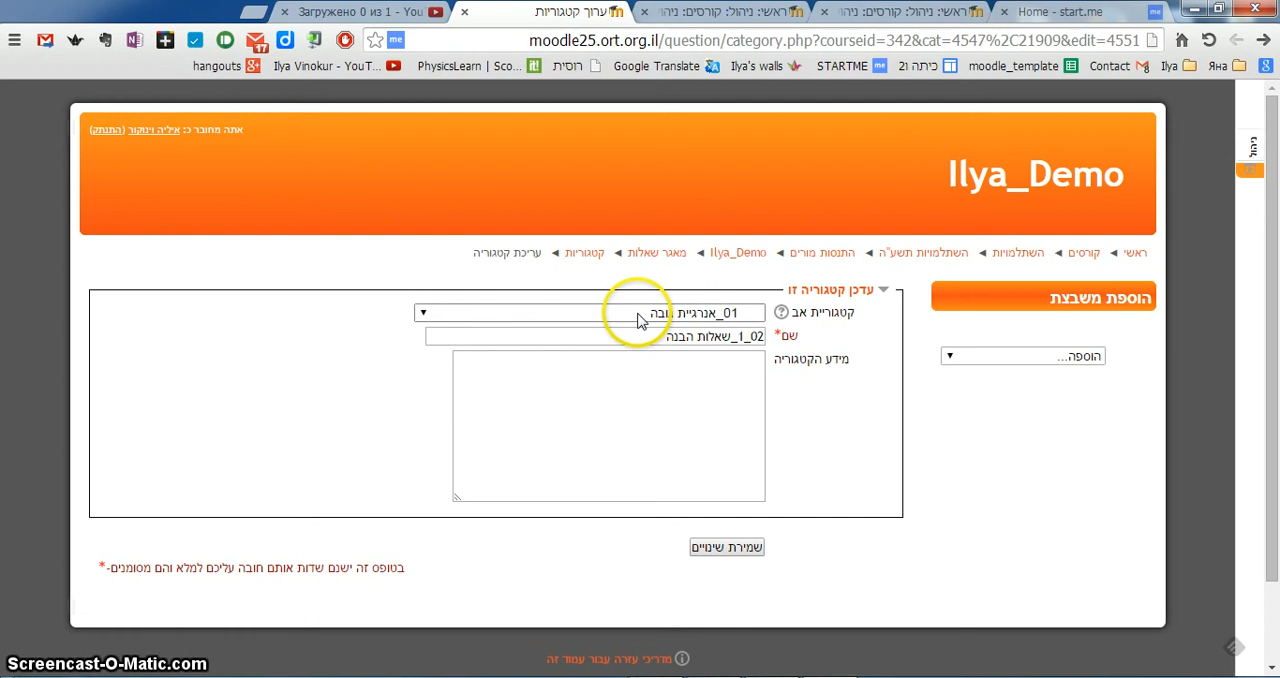 Загружено 0 из 1 - You
ערוך קטגוריות
ראשי: ניהול: קורסים: ניהו
ראשי: ניהול: קורסים: ניהו
Home - start.me
moodle25.ort.org.il/question/category.php?courseid=342&cat=4547%2C21909&edit=4551
hangouts
Ilya Vinokur - YouT...
PhysicsLearn | Sco...
רוסית
Google Translate
Ilya's walls
STARTME
כיתה ו2
moodle_template
Contact
Ilya
Яна
17
אתה מחובר כ: איליה וינוקור (התנתק)
ניהול
Ilya_Demo
ראשי ◄ קורסים ◄ השתלמויות ◄ השתלמויות תשע"ה ◄ התנסות מורים ◄ Ilya_Demo ◄ מאגר שאלות ◄ קטגוריות ◄ עריכת קטגוריה
הוספת משבצת
הוספה...
עדכן קטגוריה זו
קטגוריית אב
01_אנרגיית גובה
שם*
1_02_שאלות הבנה
מידע הקטגוריה
שמירת שינויים
בטופס זה ישנם שדות אותם חובה עליכם למלא והם מסומנים-*
מדריכי עזרה עבור עמוד זה
Screencast-O-Matic.com